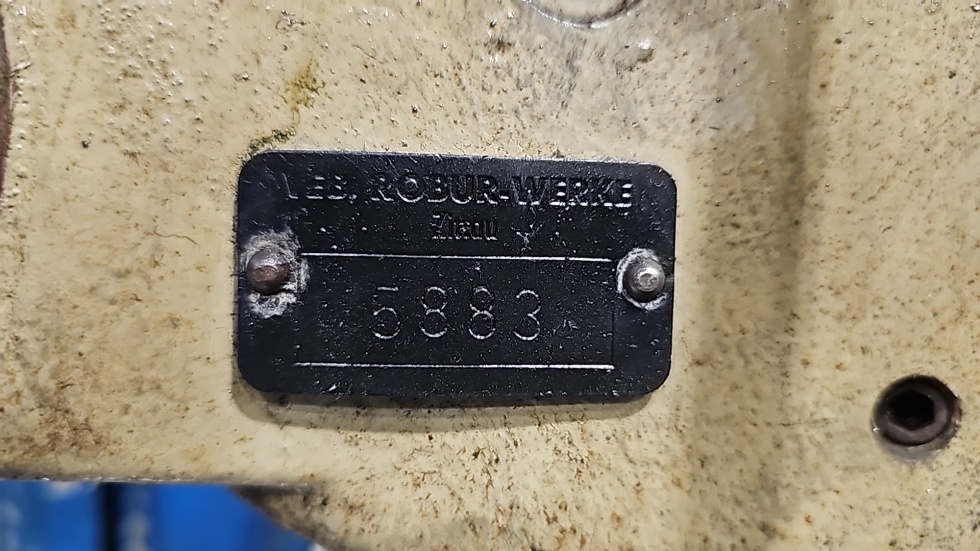 VEB. ROBUR-WERKE
Zittau
5883